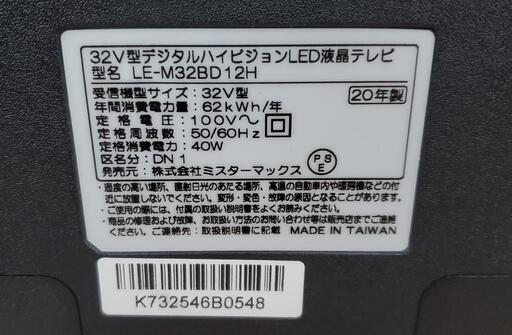 32V型デジタルハイビジョンLED液晶テレビ
型名 LE-M32BD12H
受信機型サイズ: 32V型
年間消費電力量: 62kWh/年 20年製
定格電圧: 100V~
定格周波数: 50/60Hz
定格消費電力: 40W
区名分: DN1
発売元: 株式会社ミスターマックス PSE
・温度の高い場所、直射日光のあたる場所、高温の自動車内や暖房機などの付
近に放置しないでください。変形・変色・故障の原因となることがあります。
・ご使用の際には、付属の取扱い説明書をよくお読みください。
・商品の修理、取扱い方法のお問い合わせ等は販売店までご連絡
ください。ご連絡先：取扱説明書に記載 MADE IN TAIWAN
K732546B0548